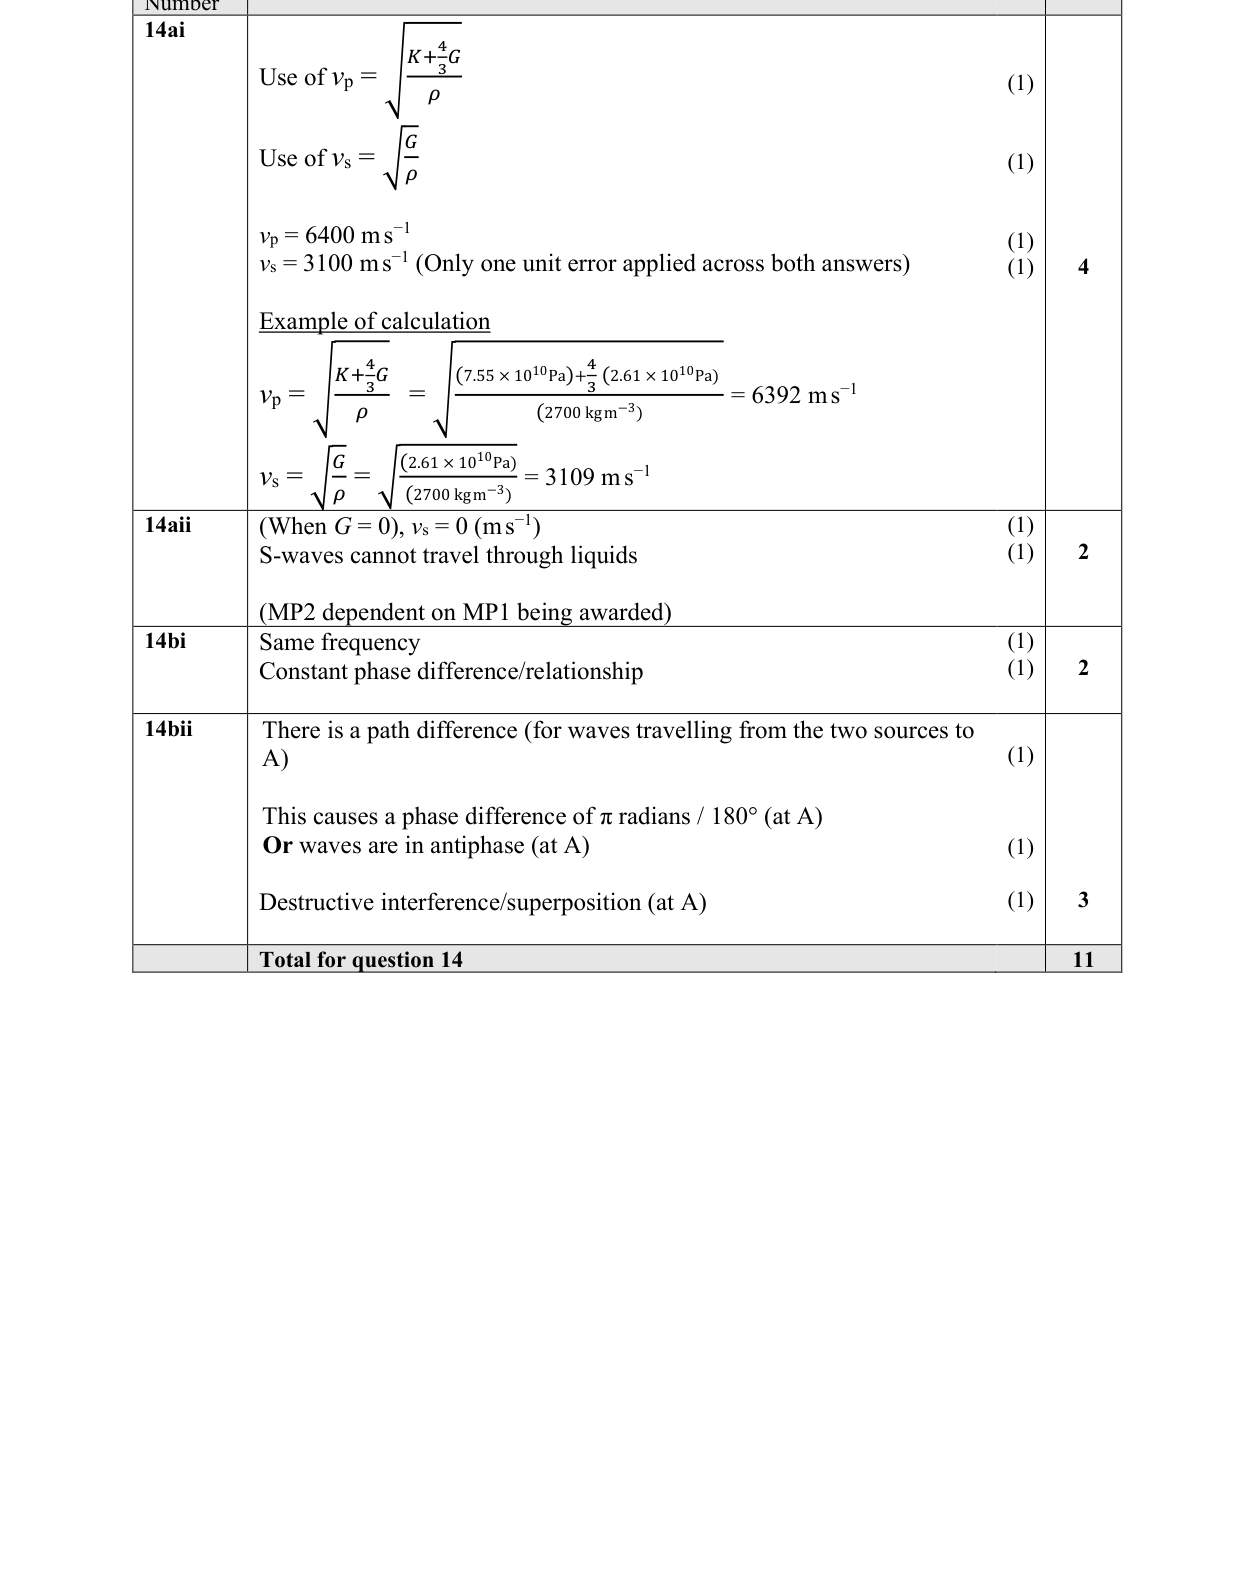 Number
14ai
Use of vp = √((K+4/3G)/ρ) (1)
Use of vs = √(G/ρ) (1)
vp = 6400 m s⁻¹ (1)
vs = 3100 m s⁻¹ (Only one unit error applied across both answers) (1) 4
Example of calculation
vp = √((K+4/3G)/ρ) = √(((7.55 × 10¹⁰Pa)+4/3 (2.61 × 10¹⁰Pa))/(2700 kgm⁻³)) = 6392 m s⁻¹
vs = √(G/ρ) = √((2.61 × 10¹⁰Pa)/(2700 kgm⁻³)) = 3109 m s⁻¹
14aii (When G = 0), vs = 0 (m s⁻¹) (1)
S-waves cannot travel through liquids (1) 2
(MP2 dependent on MP1 being awarded)
14bi Same frequency (1)
Constant phase difference/relationship (1) 2
14bii There is a path difference (for waves travelling from the two sources to
A) (1)
This causes a phase difference of π radians / 180° (at A)
Or waves are in antiphase (at A) (1)
Destructive interference/superposition (at A) (1) 3
Total for question 14 11